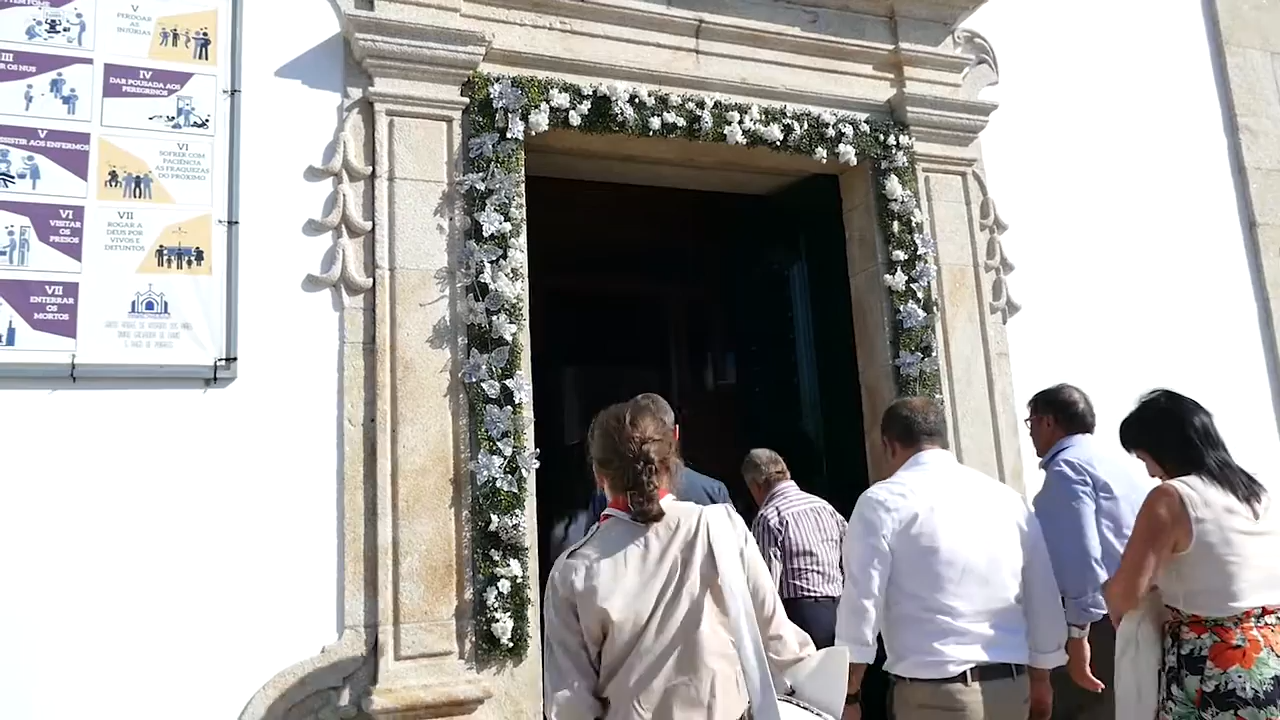 V
PERDOAR
AS
INJÚRIAS
III
OS NUS
IV
DAR POUSADA AOS
PEREGRINOS
V
ASSISTIR AOS ENFERMOS
VI
SOFRER COM
PACIÊNCIA
AS FRAQUEZAS
DO PRÓXIMO
VI
VISITAR
OS
PRESOS
VII
ROGAR A
DEUS POR
VIVOS E
DEFUNTOS
VII
ENTERRAR
OS
MORTOS